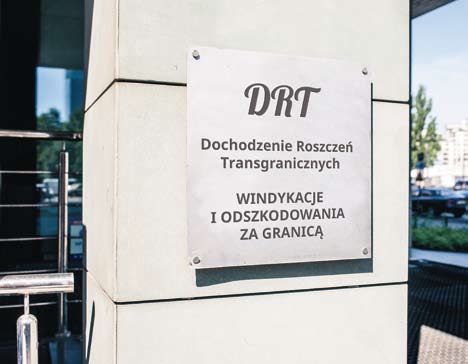 DRT
Dochodzenie Roszczeń
Transgranicznych
WINDYKACJE
I ODSZKODOWANIA
ZA GRANICĄ